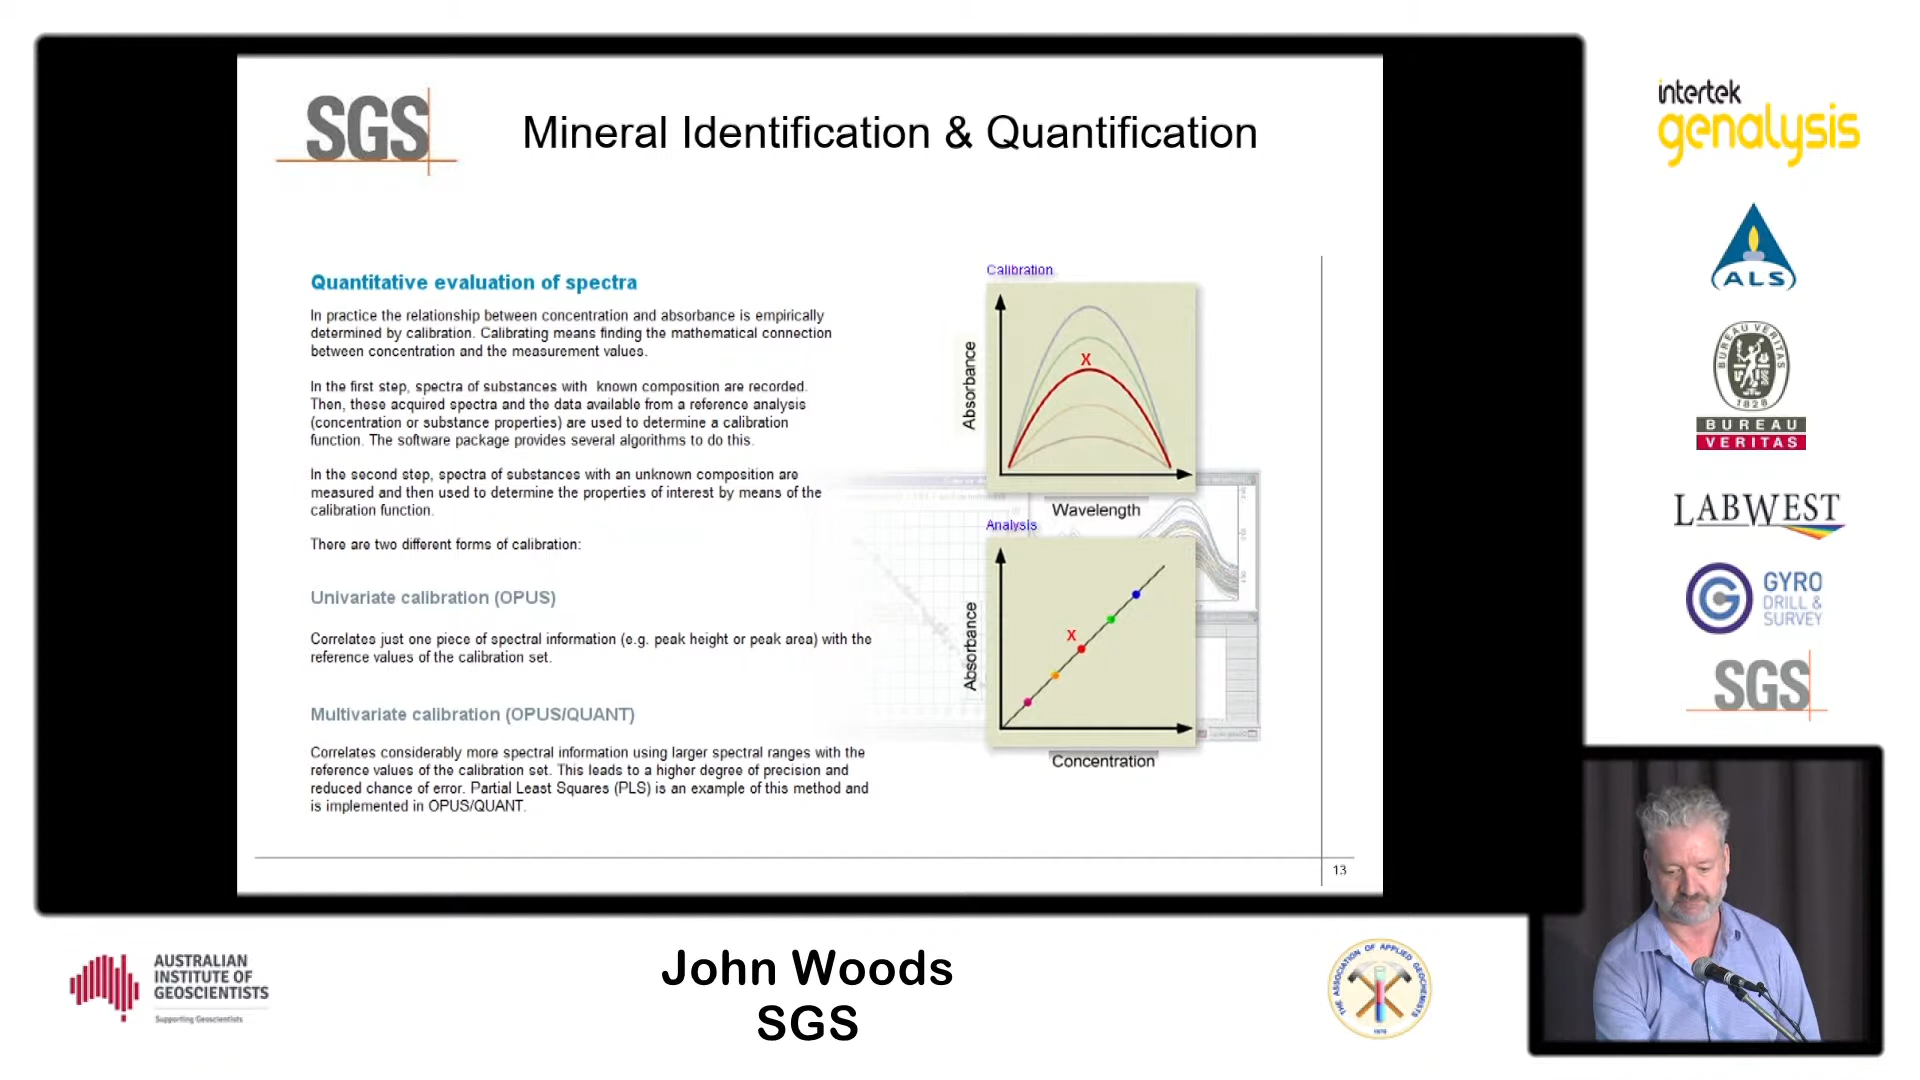 SGS
Mineral Identification & Quantification
Quantitative evaluation of spectra
In practice the relationship between concentration and absorbance is empirically
determined by calibration. Calibrating means finding the mathematical connection
between concentration and the measurement values.
In the first step, spectra of substances with known composition are recorded.
Then, these acquired spectra and the data available from a reference analysis
(concentration or substance properties) are used to determine a calibration
function. The software package provides several algorithms to do this.
In the second step, spectra of substances with an unknown composition are
measured and then used to determine the properties of interest by means of the
calibration function.
There are two different forms of calibration:
Univariate calibration (OPUS)
Correlates just one piece of spectral information (e.g. peak height or peak area) with the
reference values of the calibration set.
Multivariate calibration (OPUS/QUANT)
Correlates considerably more spectral information using larger spectral ranges with the
reference values of the calibration set. This leads to a higher degree of precision and
reduced chance of error. Partial Least Squares (PLS) is an example of this method and
is implemented in OPUS/QUANT.
Calibration
Absorbance
X
Wavelength
Analysis
Absorbance
X
Concentration
13
intertek
genalysis
ALS
BUREAU VERITAS
1828
BUREAU
VERITAS
LABWEST
GYRO
DRILL &
SURVEY
SGS
AUSTRALIAN
INSTITUTE OF
GEOSCIENTISTS
Supporting Geoscientists
John Woods
SGS
THE ASSOCIATION OF APPLIED GEOCHEMISTS
1970